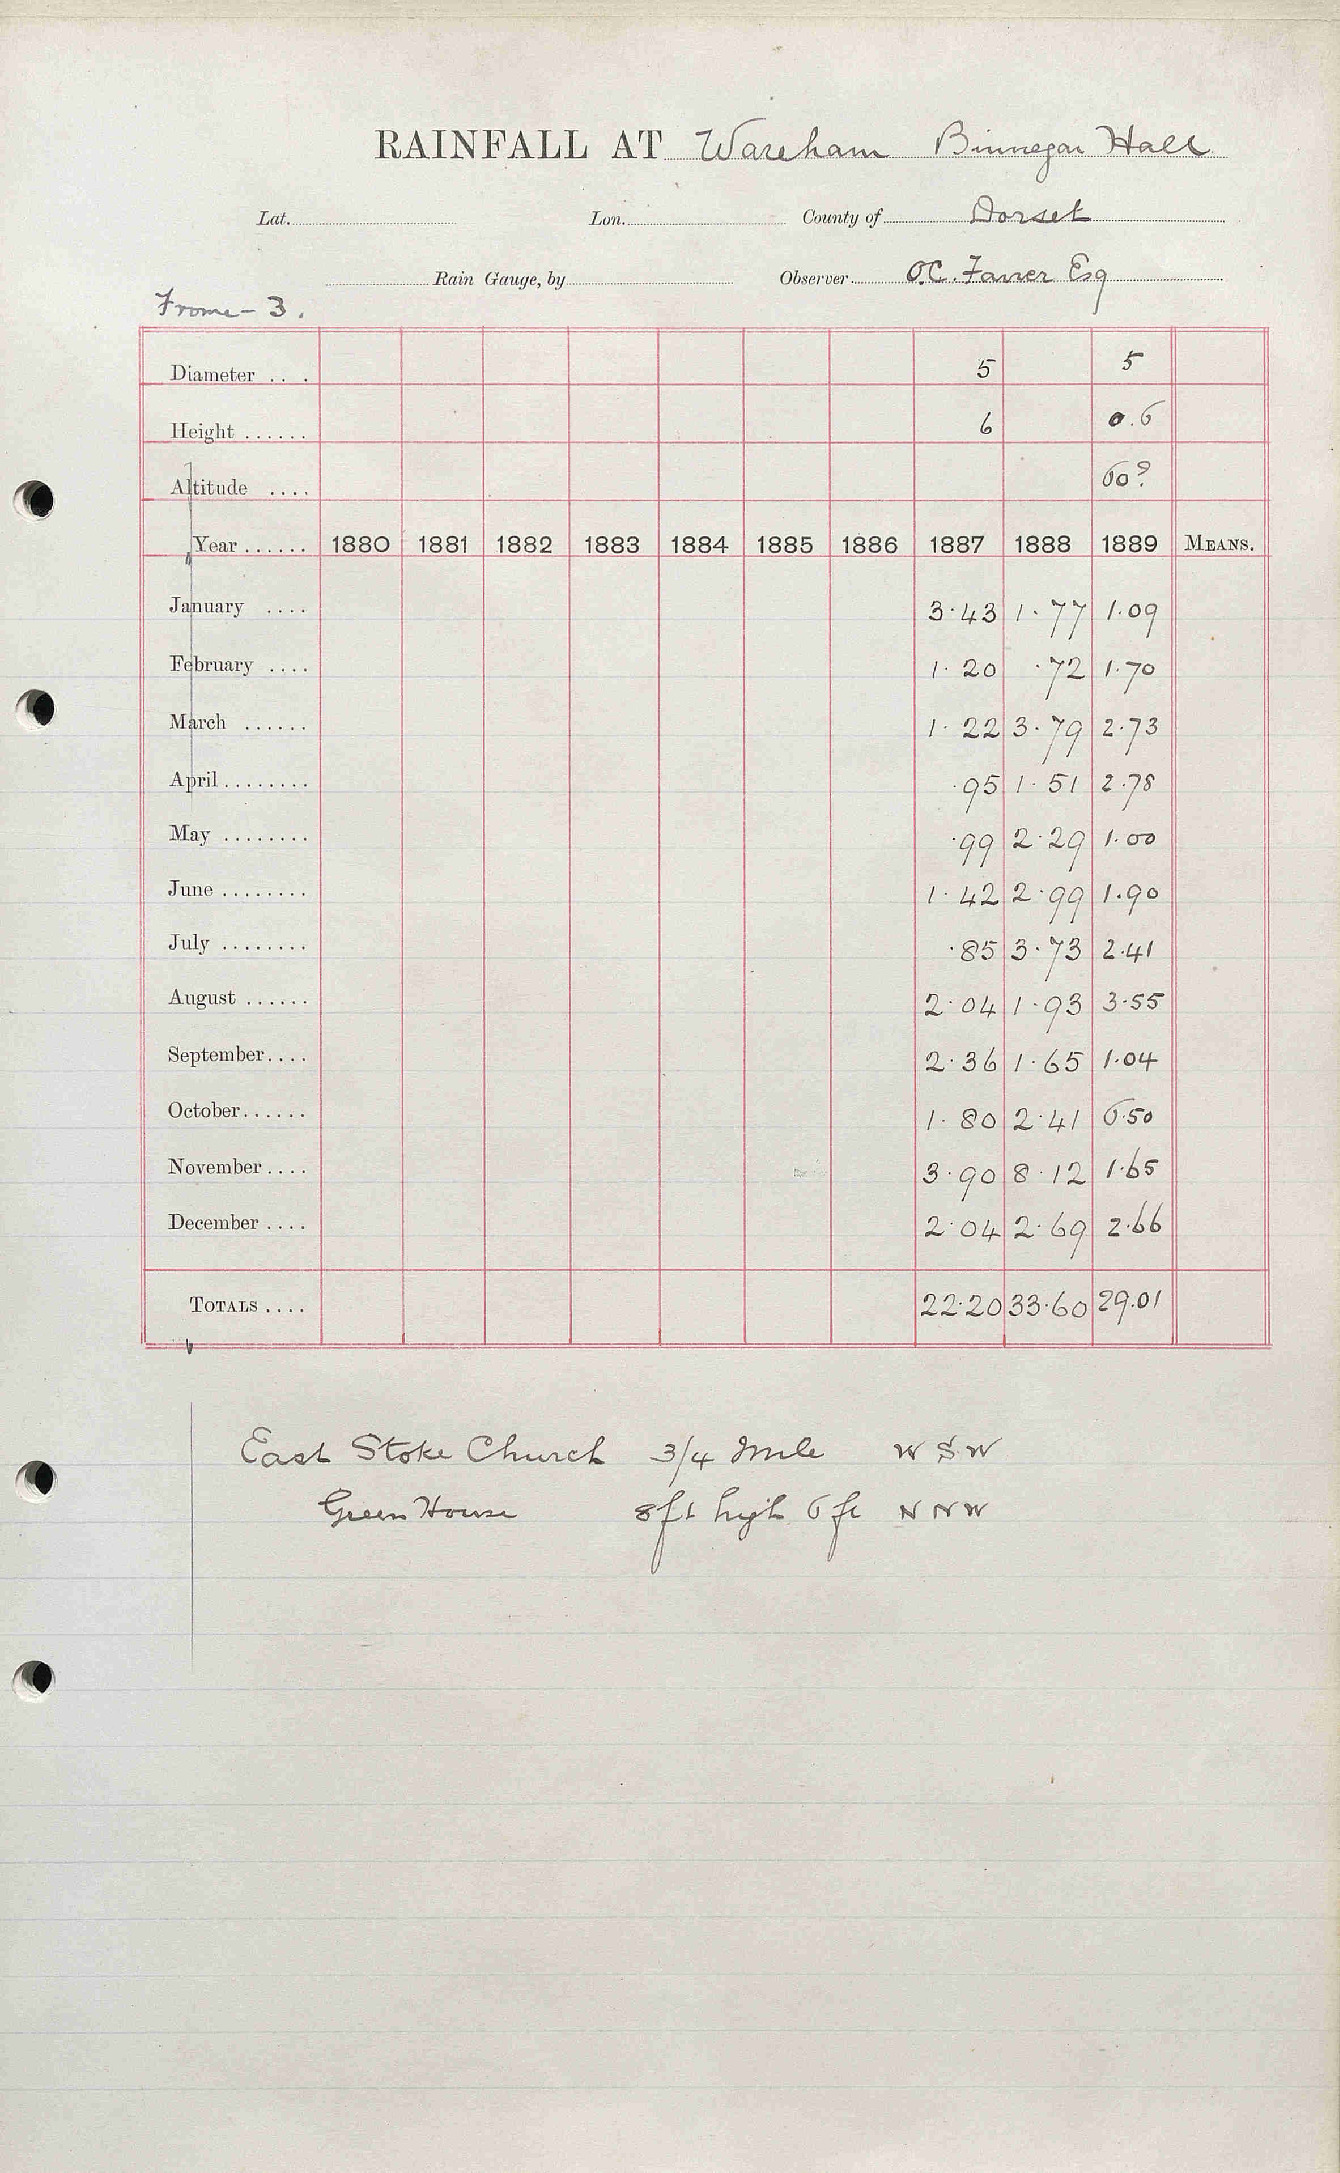 RAINFALL AT Wareham Binnegar Hall
Lat. Lon. County of Dorset
Rain Gauge, by Observer O.C. Farrer Esq
Frome - 3.
Diameter .... 5 5
Height ...... 6 0.6
Altitude .... 60?
Year ...... 1880 1881 1882 1883 1884 1885 1886 1887 1888 1889 MEANS.
January .... 3.43 1.77 1.09
February .... 1.20 .72 1.70
March ...... 1.22 3.79 2.73
April ........ .95 1.51 2.78
May ........ .99 2.29 1.00
June ........ 1.42 2.99 1.90
July ........ .85 3.73 2.41
August ...... 2.04 1.93 3.55
September.... 2.36 1.65 1.04
October...... 1.80 2.41 6.50
November.... 3.90 8.12 1.65
December .... 2.04 2.69 2.66
TOTALS .... 22.20 33.60 29.01
East Stoke Church 3/4 Mile W S W
Green House 8ft high 6 ft N N W